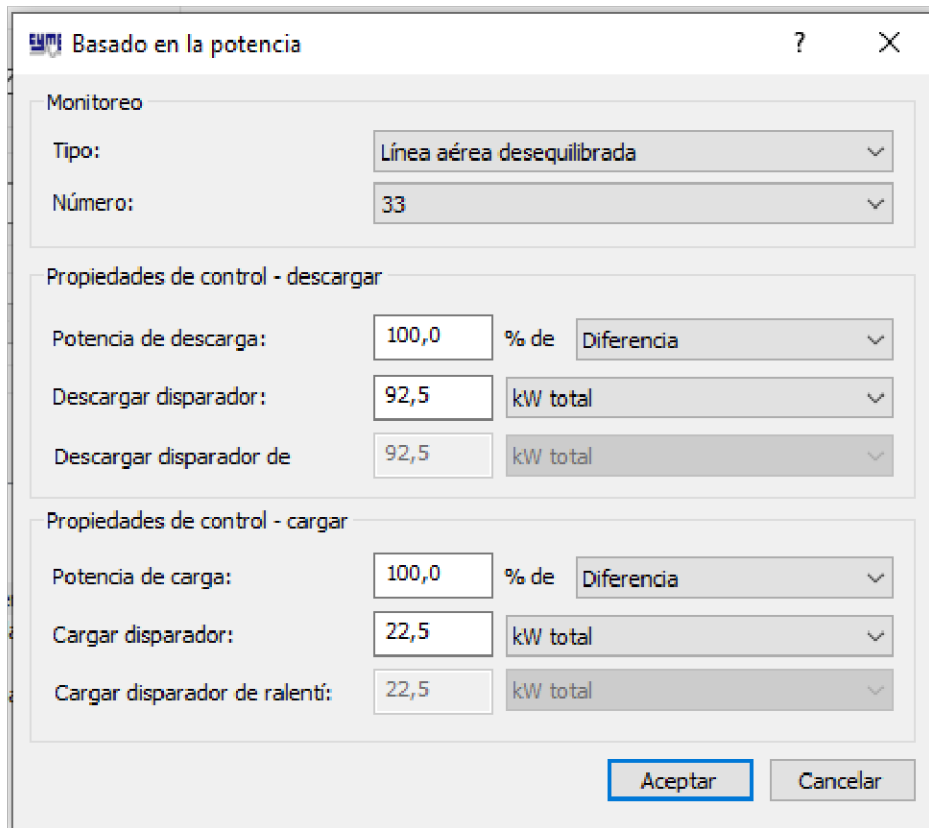 CYME Basado en la potencia ? X
Monitoreo
Tipo: Línea aérea desequilibrada
Número: 33
Propiedades de control - descargar
Potencia de descarga: 100,0 % de Diferencia
Descargar disparador: 92,5 kW total
Descargar disparador de 92,5 kW total
Propiedades de control - cargar
Potencia de carga: 100,0 % de Diferencia
Cargar disparador: 22,5 kW total
Cargar disparador de ralentí: 22,5 kW total
Aceptar Cancelar